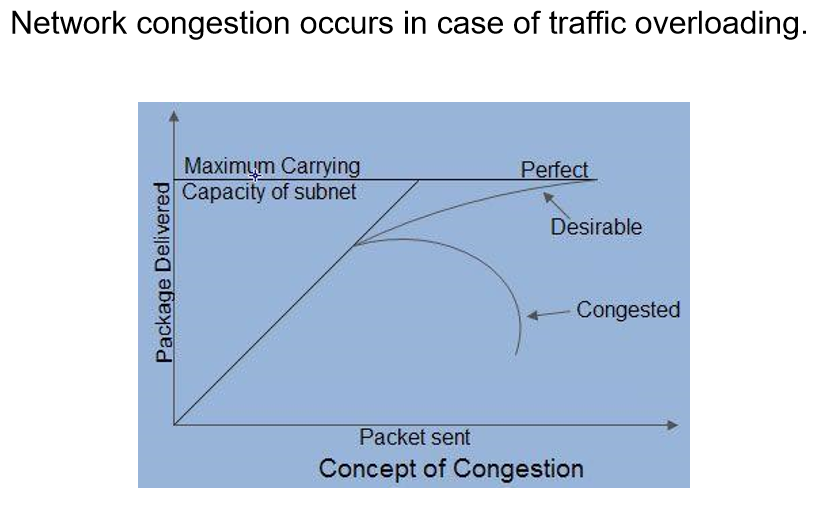 Network congestion occurs in case of traffic overloading.
Maximum Carrying
Capacity of subnet
Perfect
Desirable
Congested
Package Delivered
Packet sent
Concept of Congestion